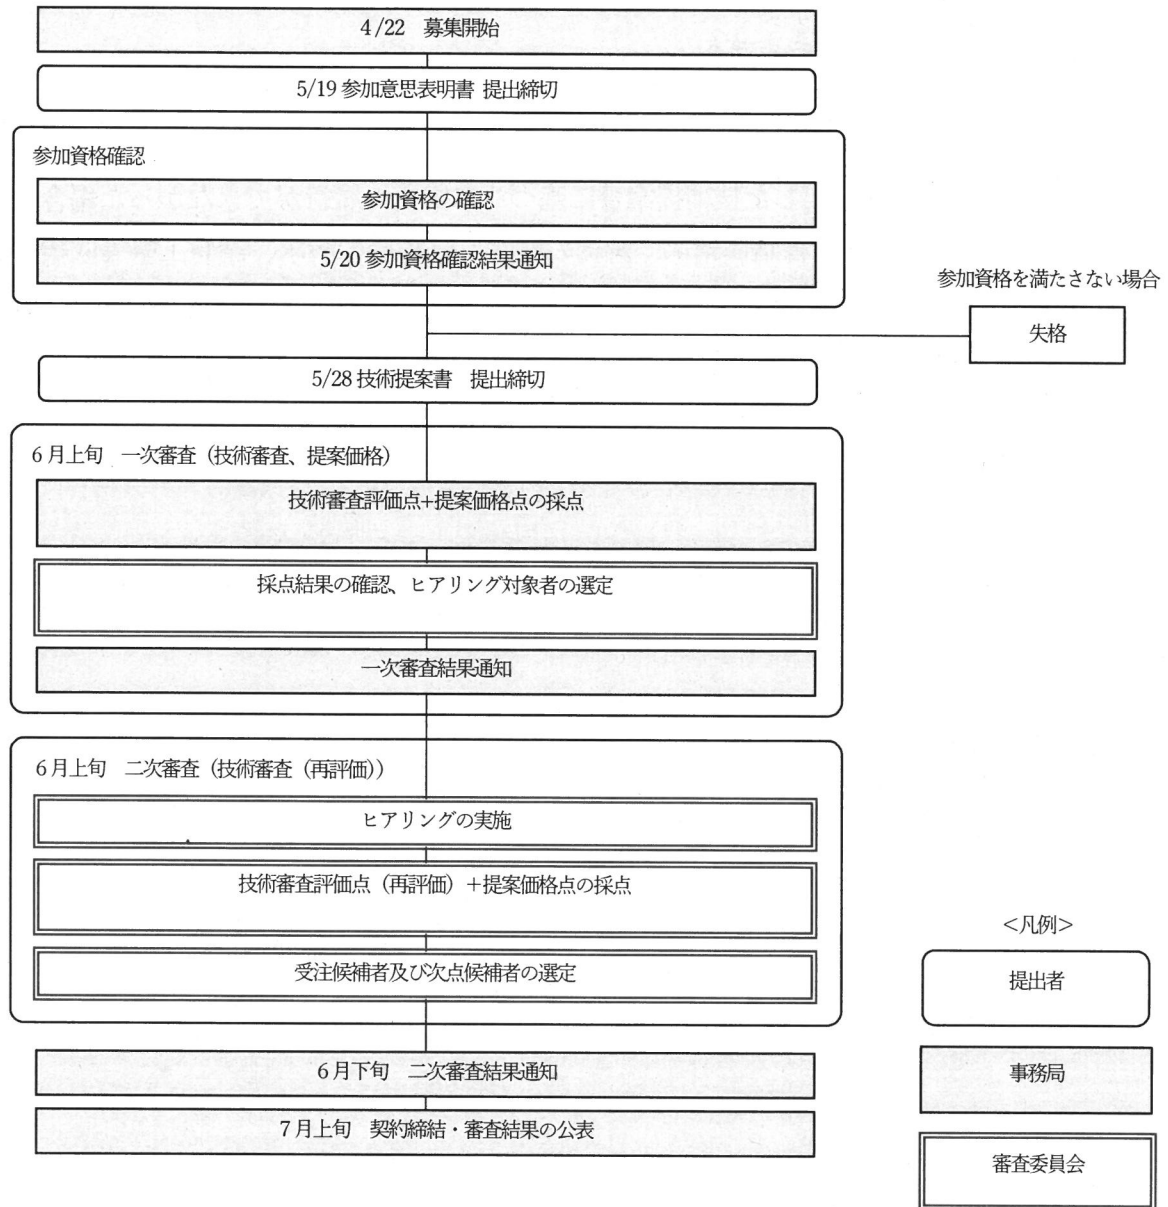 4/22　募集開始
5/19 参加意思表明書 提出締切
参加資格確認
参加資格の確認
5/20 参加資格確認結果通知
参加資格を満たさない場合
失格
5/28 技術提案書　提出締切
6月上旬　一次審査（技術審査、提案価格）
技術審査評価点+提案価格点の採点
採点結果の確認、ヒアリング対象者の選定
一次審査結果通知
6月上旬　二次審査（技術審査（再評価））
ヒアリングの実施
技術審査評価点（再評価）＋提案価格点の採点
受注候補者及び次点候補者の選定
6月下旬　二次審査結果通知
7月上旬　契約締結・審査結果の公表
＜凡例＞
提出者
事務局
審査委員会